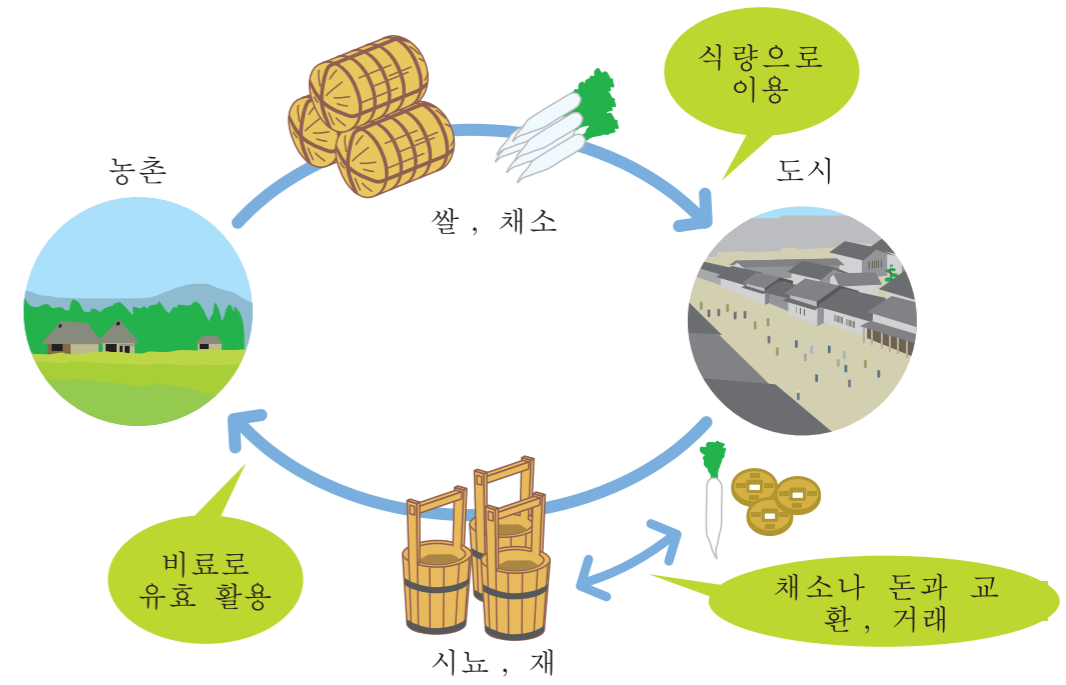 식량으로
이용
농촌
도시
쌀 , 채소
비료로
유효 활용
채소나 돈과 교
환 , 거래
시뇨 , 재